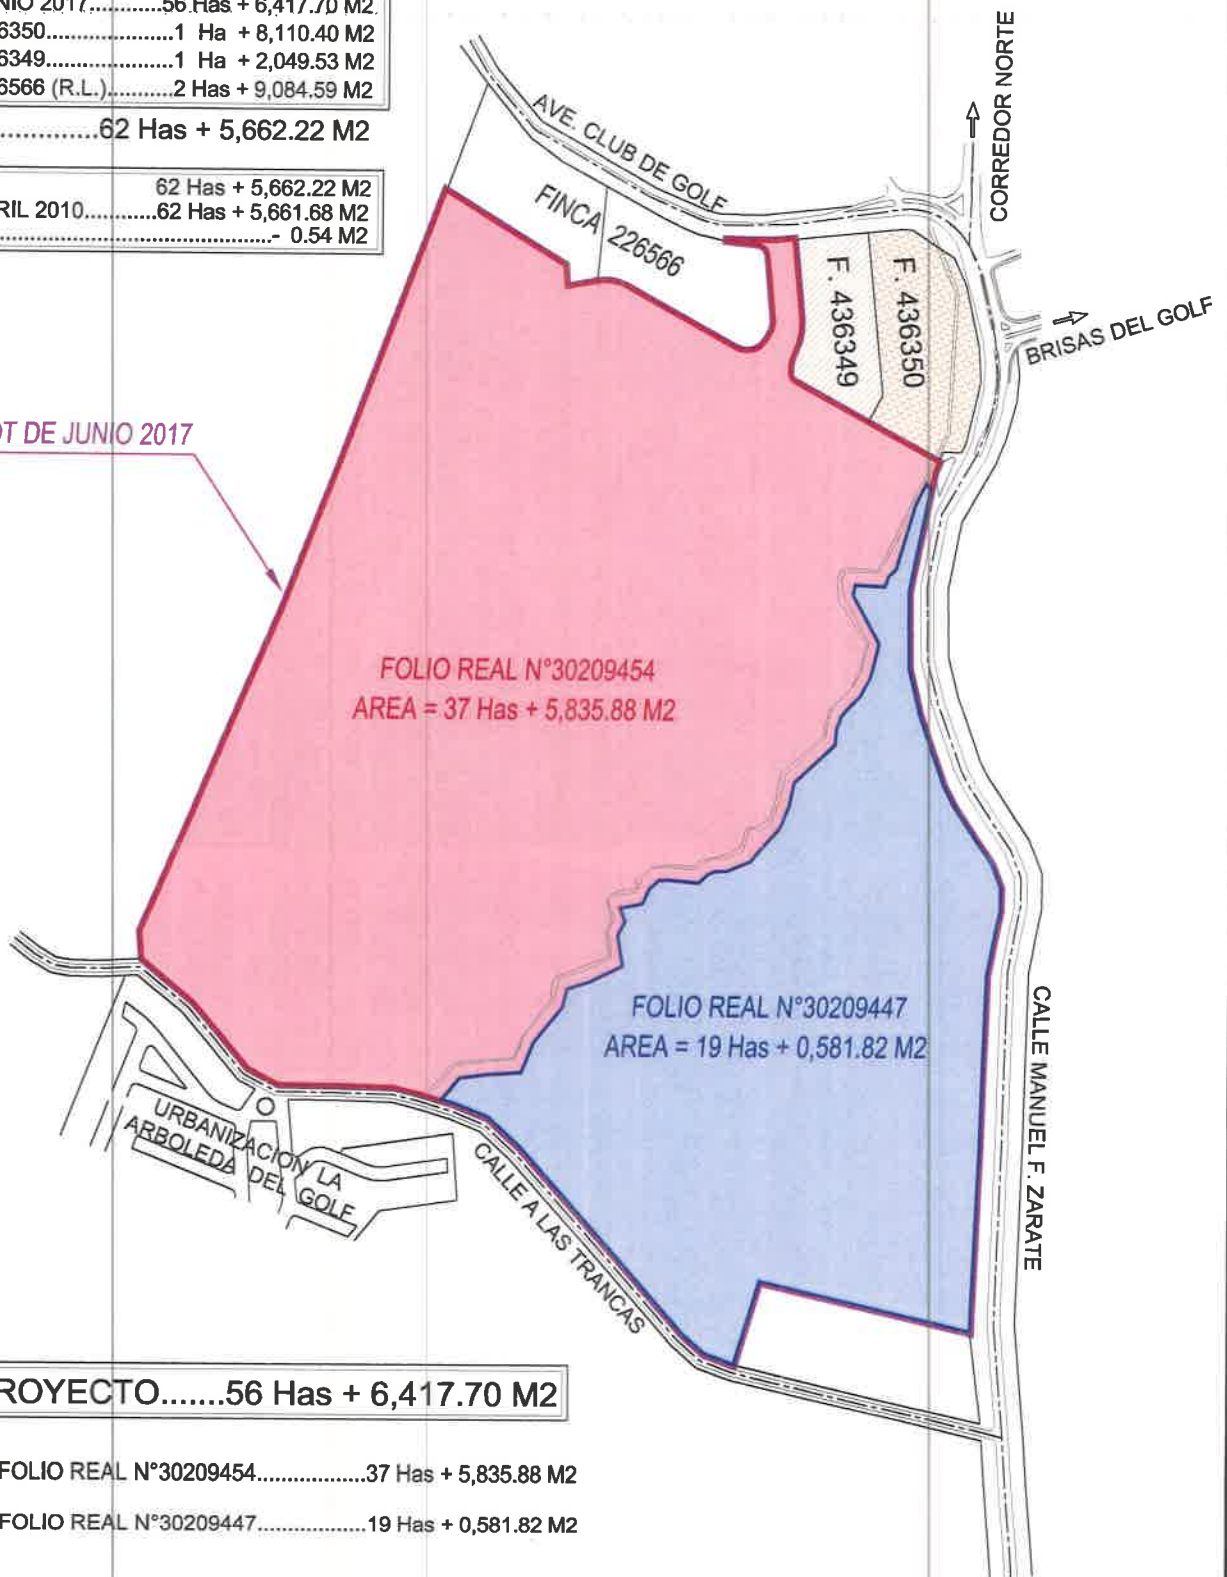 NIO 2017............56 Has + 6,417.70 M2
6350......................1 Ha + 8,110.40 M2
6349......................1 Ha + 2,049.53 M2
6566 (R.L.)...........2 Has + 9,084.59 M2
............62 Has + 5,662.22 M2
62 Has + 5,662.22 M2
RIL 2010............62 Has + 5,661.68 M2
..............................................- 0.54 M2
OT DE JUNIO 2017
AVE. CLUB DE GOLF
CORREDOR NORTE
FINCA 226566
F. 436349
F. 436350
BRISAS DEL GOLF
FOLIO REAL N°30209454
AREA = 37 Has + 5,835.88 M2
FOLIO REAL N°30209447
AREA = 19 Has + 0,581.82 M2
CALLE MANUEL F. ZARATE
URBANIZACION LA
ARBOLEDA DEL GOLF
CALLE A LAS TRANCAS
ROYECTO.......56 Has + 6,417.70 M2
FOLIO REAL N°30209454..................37 Has + 5,835.88 M2
FOLIO REAL N°30209447..................19 Has + 0,581.82 M2